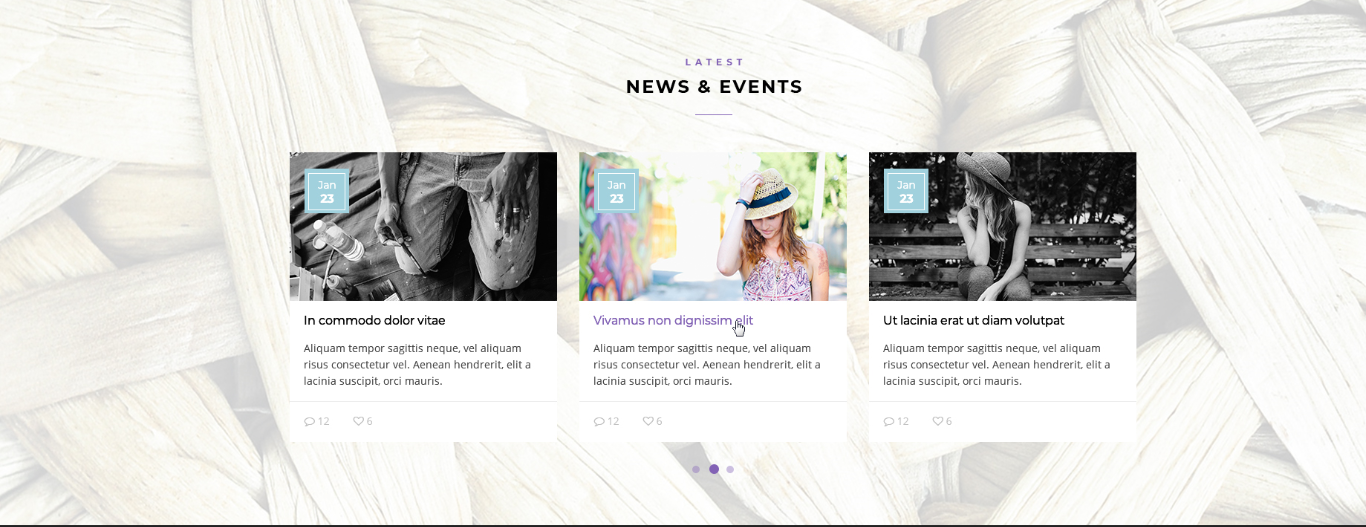 LATEST
NEWS & EVENTS
Jan
23
In commodo dolor vitae
Aliquam tempor sagittis neque, vel aliquam
risus consectetur vel. Aenean hendrerit, elit a
lacinia suscipit, orci mauris.
12 6
Jan
23
Vivamus non dignissim elit
Aliquam tempor sagittis neque, vel aliquam
risus consectetur vel. Aenean hendrerit, elit a
lacinia suscipit, orci mauris.
12 6
Jan
23
Ut lacinia erat ut diam volutpat
Aliquam tempor sagittis neque, vel aliquam
risus consectetur vel. Aenean hendrerit, elit a
lacinia suscipit, orci mauris.
12 6